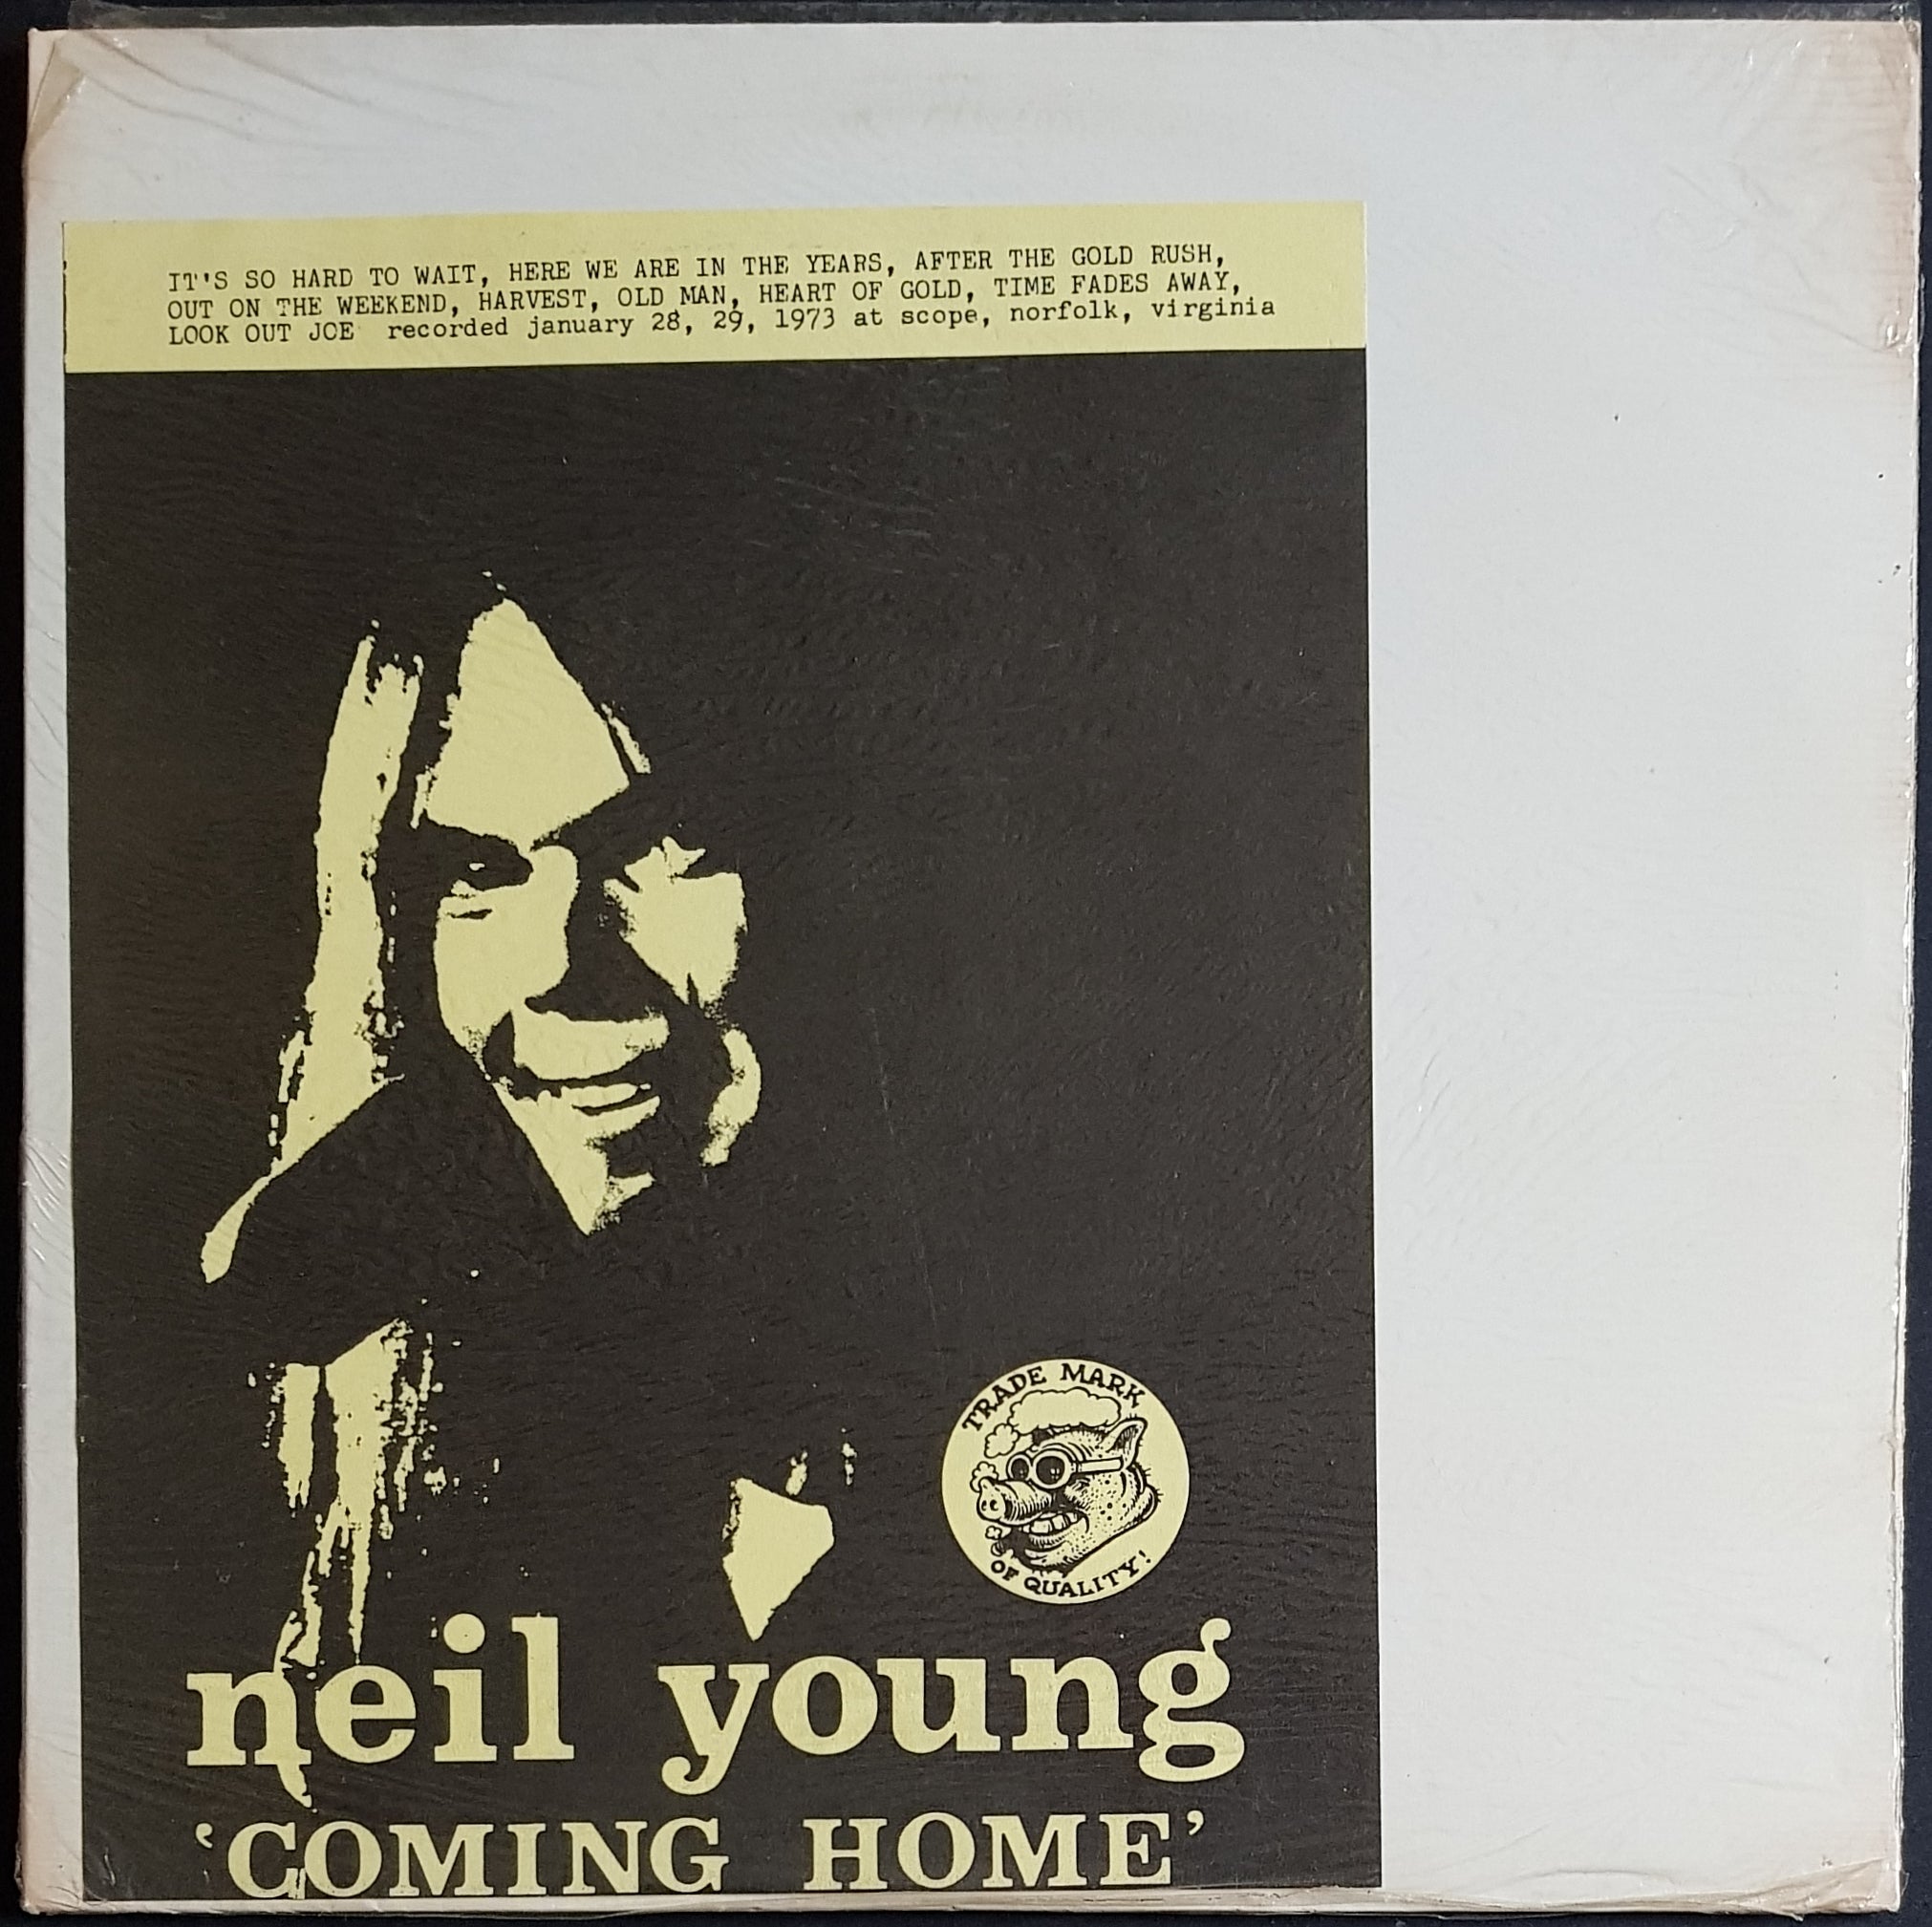 IT'S SO HARD TO WAIT, HERE WE ARE IN THE YEARS, AFTER THE GOLD RUSH,
OUT ON THE WEEKEND, HARVEST, OLD MAN, HEART OF GOLD, TIME FADES AWAY,
LOOK OUT JOE recorded january 28, 29, 1973 at scope, norfolk, virginia
TRADE MARK
OF QUALITY!
neil young
'COMING HOME'